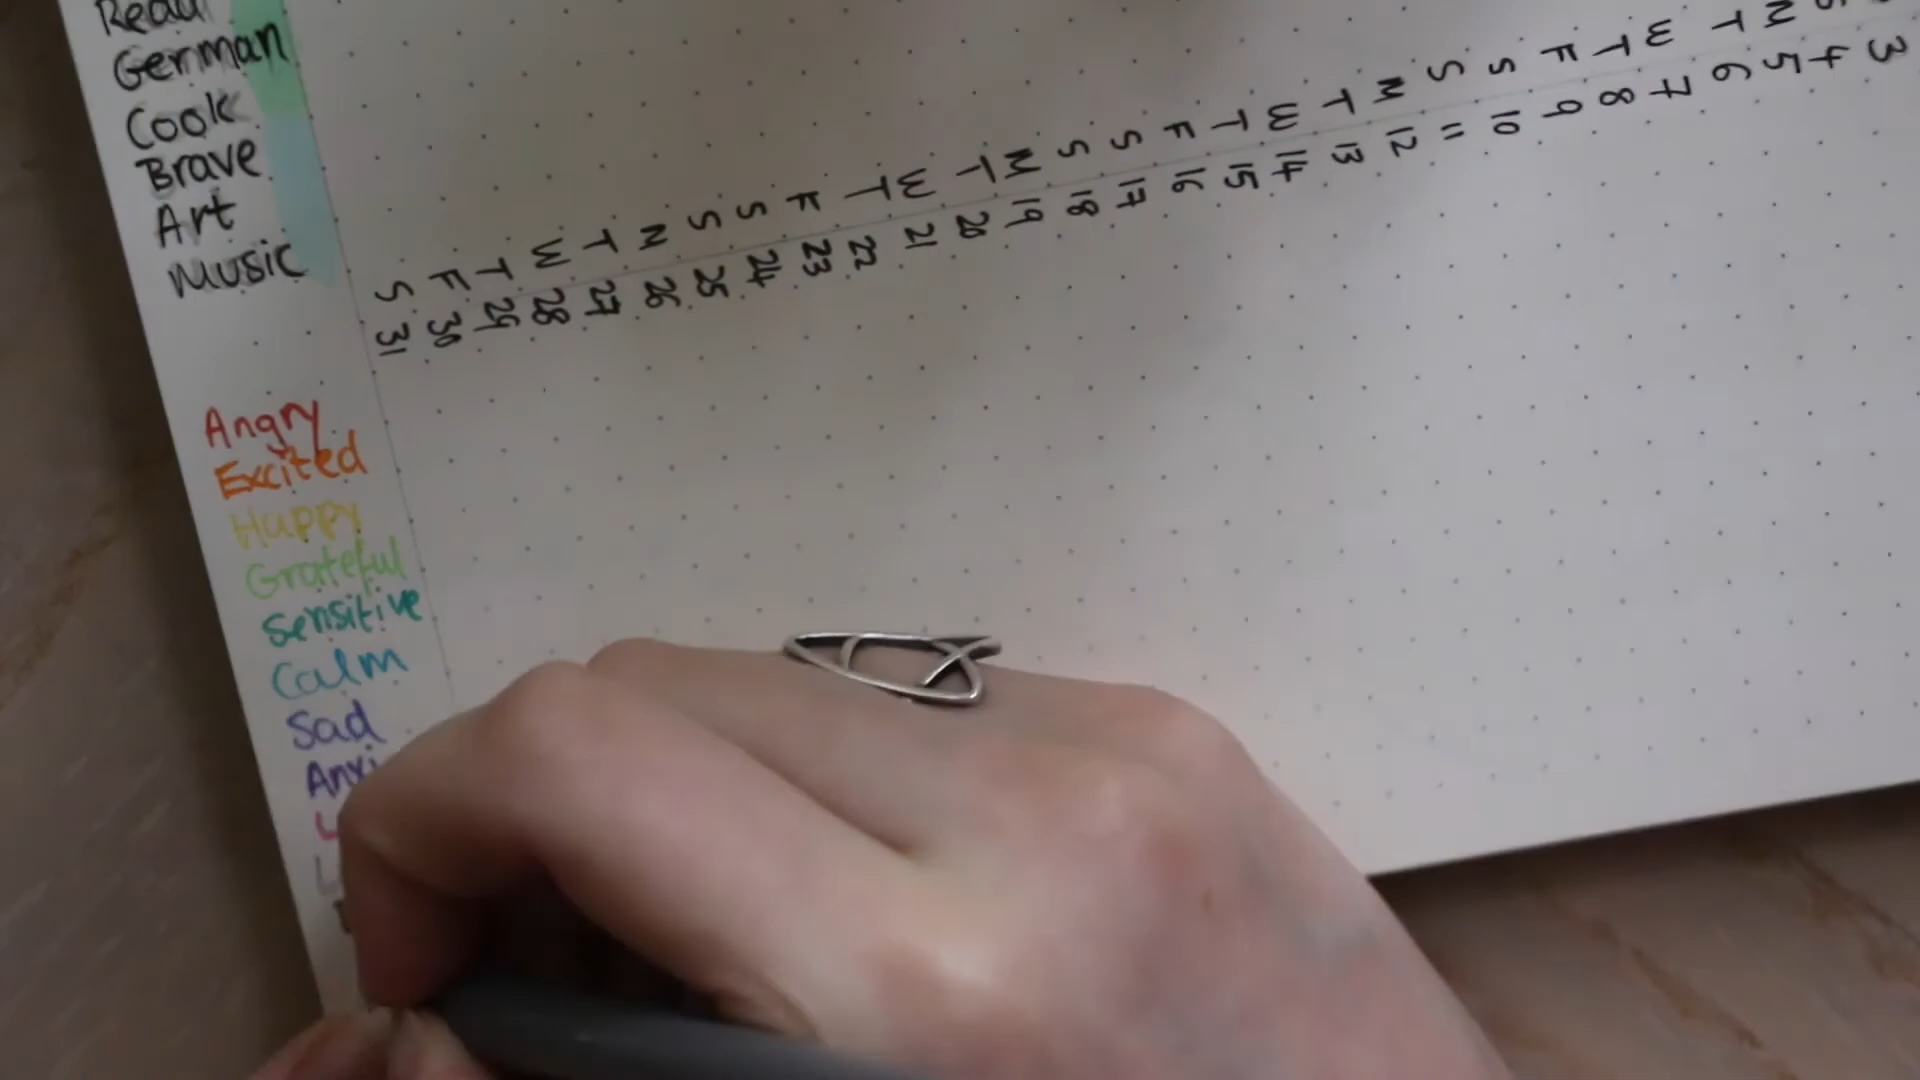 Read
German
Cook
Brave
Art
Music
S F T W T M S S F T W T M S S F T W T M S S F T W T M S
31 30 29 28 27 26 25 24 23 22 21 20 19 18 17 16 15 14 13 12 11 10 9 8 7 6 5 4 3
Angry
Excited
Happy
Grateful
Sensitive
Calm
Sad
Anxi